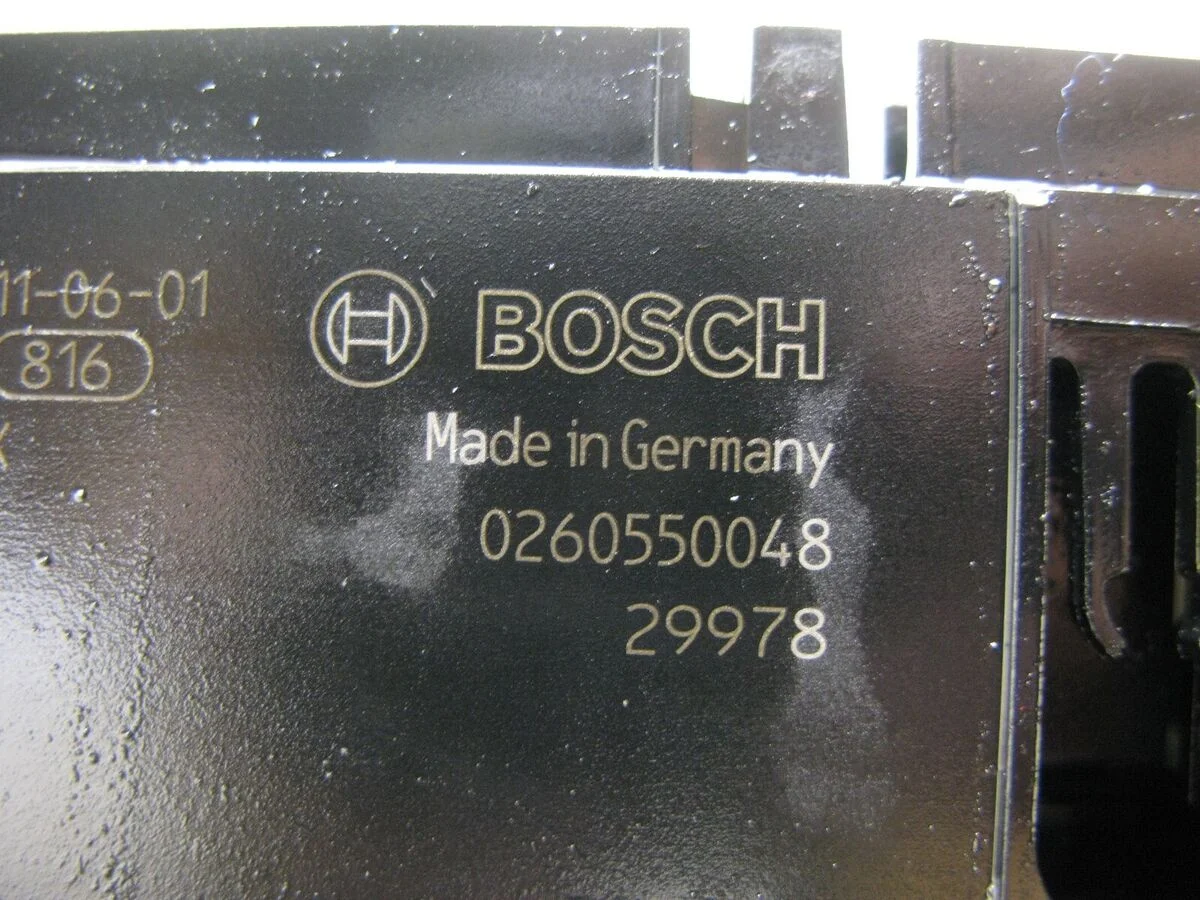 11-06-01
BOSCH
816
Made in Germany
0260550048
29978